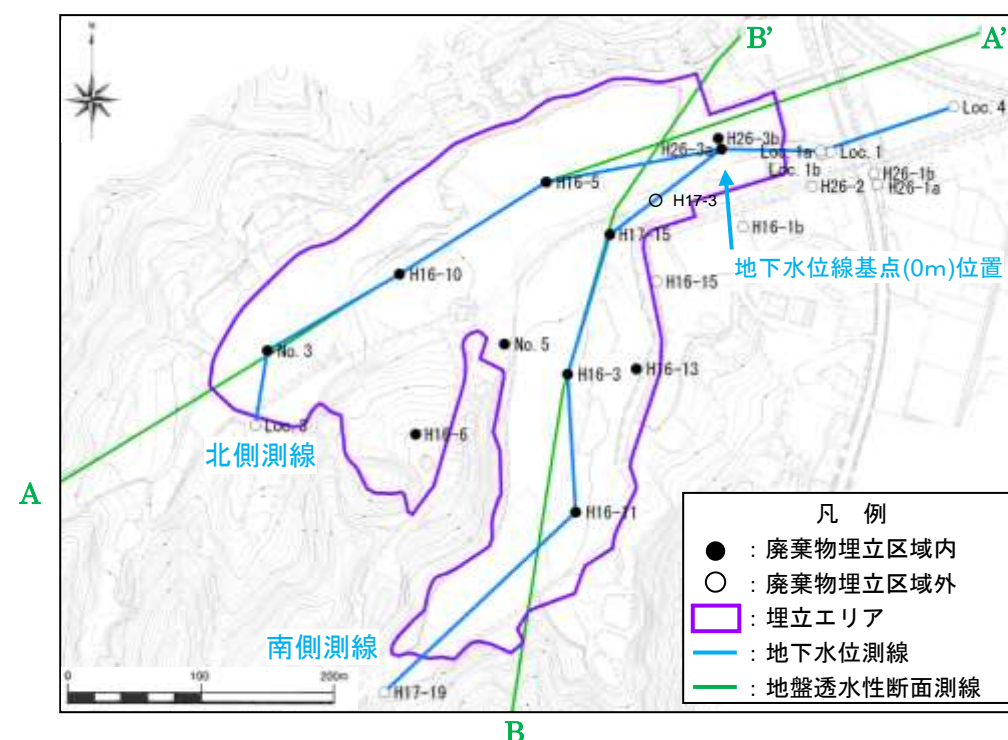 B'
A'
Loc. 4
H26-3b
H26-3a
Loc. 1a
Loc. 1
Loc. 1b
H26-1b
H26-2
H26-1a
H16-5
H17-3
H16-1b
H17-15
地下水位線基点(0m)位置
H16-10
H16-15
No. 3
No. 5
H16-3
H16-13
Loc. 3
H16-6
北側測線
A
H16-11
凡 例
:廃棄物埋立区域内
:廃棄物埋立区域外
:埋立エリア
:地下水位測線
:地盤透水性断面測線
南側測線
0 100 200m
H17-19
B